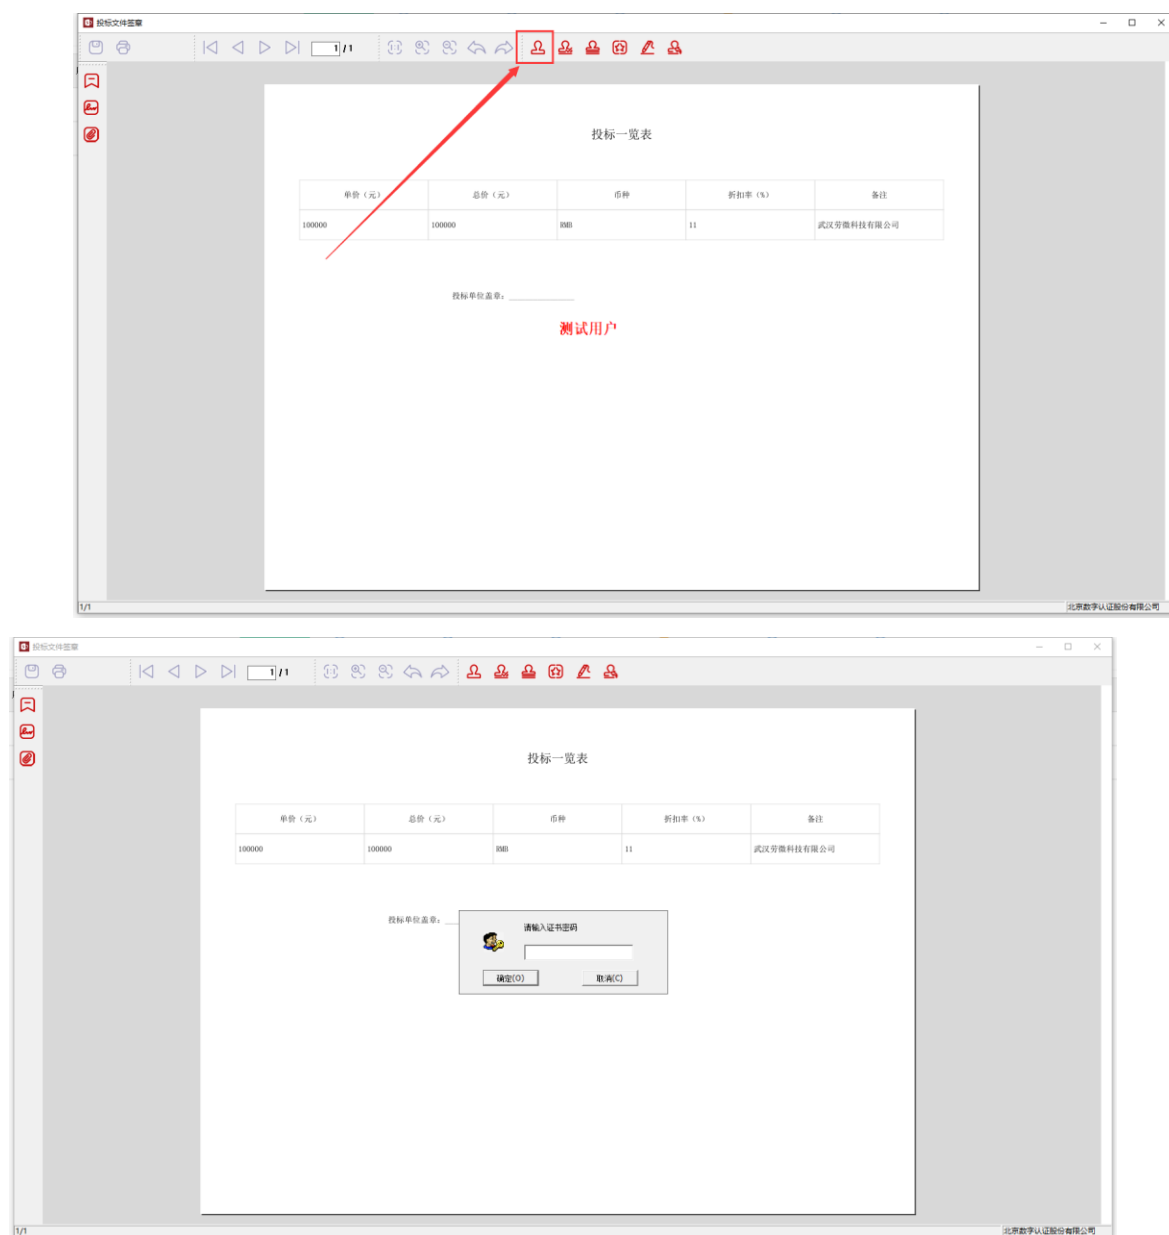 投标文件签章
1 / 1
投标一览表
单价（元） 总价（元） 币种 折扣率（%） 备注
100000 100000 RMB 11 武汉劳微科技有限公司
投标单位盖章：
测试用户
1/1 北京数字认证股份有限公司
投标文件签章
1 / 1
投标一览表
单价（元） 总价（元） 币种 折扣率（%） 备注
100000 100000 RMB 11 武汉劳微科技有限公司
投标单位盖章：
请输入证书密码
确定(O) 取消(C)
1/1 北京数字认证股份有限公司